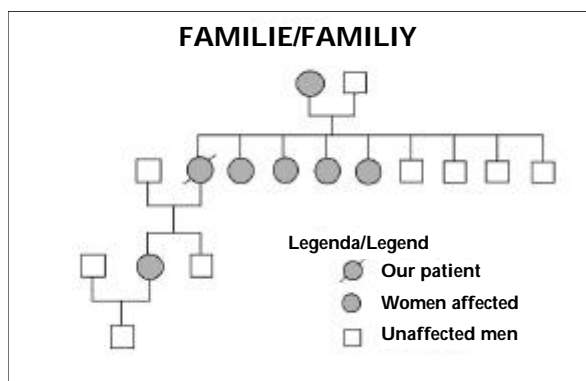 FAMILIE/FAMILIY
Legenda/Legend
Our patient
Women affected
Unaffected men